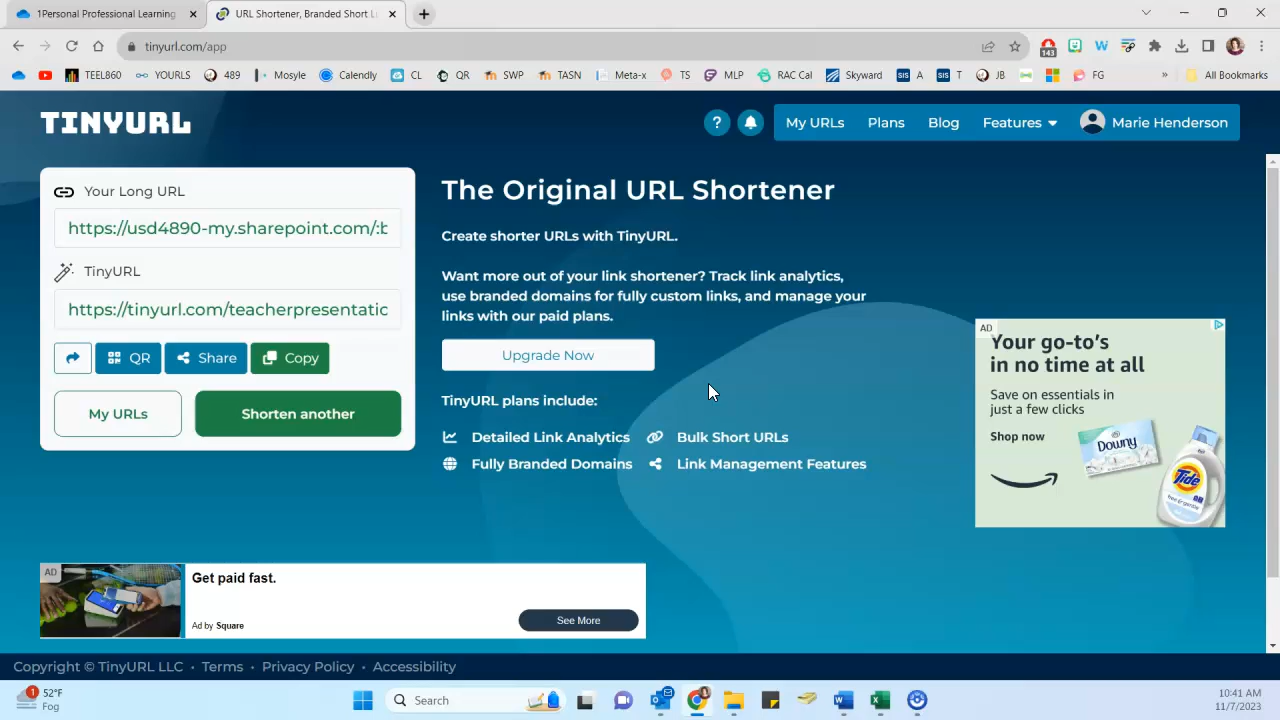 1Personal Professional Learning
URL Shortener, Branded Short L
tinyurl.com/app
143
TEEL860
YOURLS
489
Mosyle
Calendly
CL
QR
SWP
TASN
Meta-x
TS
MLP
RAC Cal
Skyward
SIS A
SIS T
JB
FG
»
All Bookmarks
TINYURL
?
My URLs
Plans
Blog
Features
Marie Henderson
Your Long URL
https://usd4890-my.sharepoint.com/:b
TinyURL
https://tinyurl.com/teacherpresentatic
QR
Share
Copy
My URLs
Shorten another
The Original URL Shortener
Create shorter URLs with TinyURL.
Want more out of your link shortener? Track link analytics,
use branded domains for fully custom links, and manage your
links with our paid plans.
Upgrade Now
TinyURL plans include:
Detailed Link Analytics
Bulk Short URLs
Fully Branded Domains
Link Management Features
AD
Your go-to's
in no time at all
Save on essentials in
just a few clicks
Shop now
Downy
Tide
free & gentle
AD
Get paid fast.
Ad by Square
See More
Copyright © TinyURL LLC • Terms • Privacy Policy • Accessibility
1
52°F
Fog
Search
10:41 AM
11/7/2023